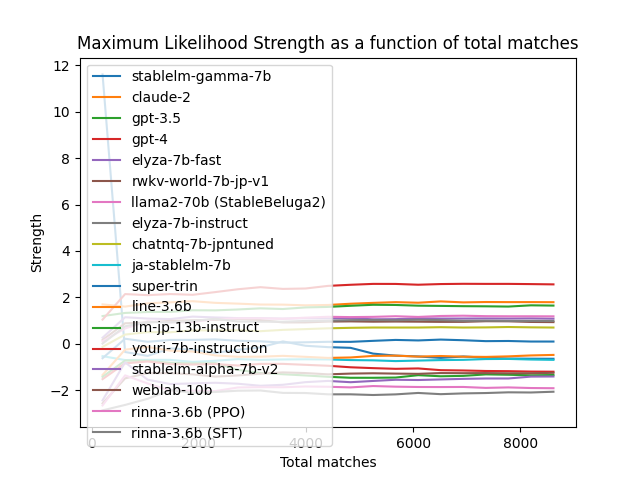 Maximum Likelihood Strength as a function of total matches
12
10
8
6
4
2
0
−2
Strength
stablelm-gamma-7b
claude-2
gpt-3.5
gpt-4
elyza-7b-fast
rwkv-world-7b-jp-v1
llama2-70b (StableBeluga2)
elyza-7b-instruct
chatntq-7b-jpntuned
ja-stablelm-7b
super-trin
line-3.6b
llm-jp-13b-instruct
youri-7b-instruction
stablelm-alpha-7b-v2
weblab-10b
rinna-3.6b (PPO)
rinna-3.6b (SFT)
0 2000 4000 6000 8000
Total matches